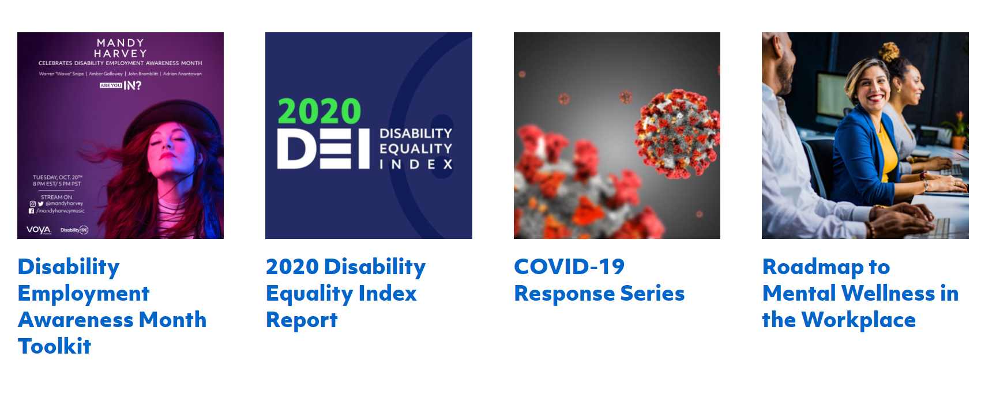 MANDY
HARVEY
CELEBRATES DISABILITY EMPLOYMENT AWARENESS MONTH
Warren "Wawa" Snipe | Amber Galloway | John Bramblitt | Adrian Anantawan
ARE YOU IN?
TUESDAY, OCT. 20TH
8 PM EST/ 5 PM PST
STREAM ON
@mandyharvey
/mandyharveymusic
VOYA
Disability:IN
2020
DEI DISABILITY
EQUALITY
INDEX
Disability
Employment
Awareness Month
Toolkit
2020 Disability
Equality Index
Report
COVID-19
Response Series
Roadmap to
Mental Wellness in
the Workplace